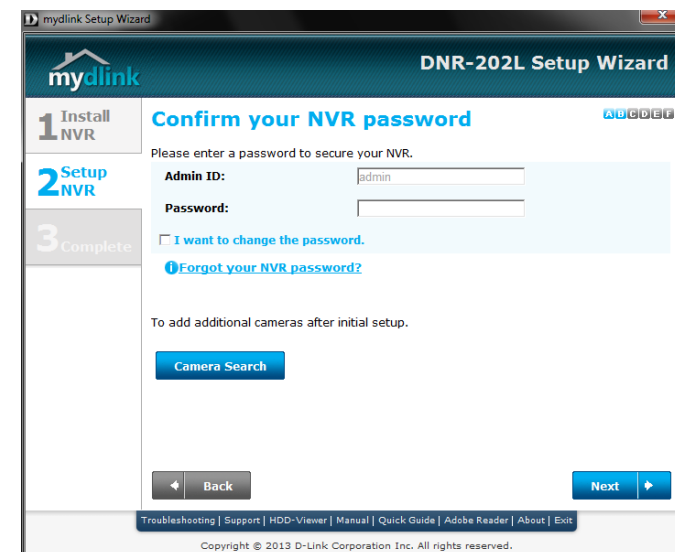 mydlink Setup Wizard
mydlink
DNR-202L Setup Wizard
1 Install NVR
2 Setup NVR
3 Complete
Confirm your NVR password
A B C D E F
Please enter a password to secure your NVR.
Admin ID: admin
Password:
I want to change the password.
Forgot your NVR password?
To add additional cameras after initial setup.
Camera Search
Back
Next
Troubleshooting | Support | HDD-Viewer | Manual | Quick Guide | Adobe Reader | About | Exit
Copyright © 2013 D-Link Corporation Inc. All rights reserved.